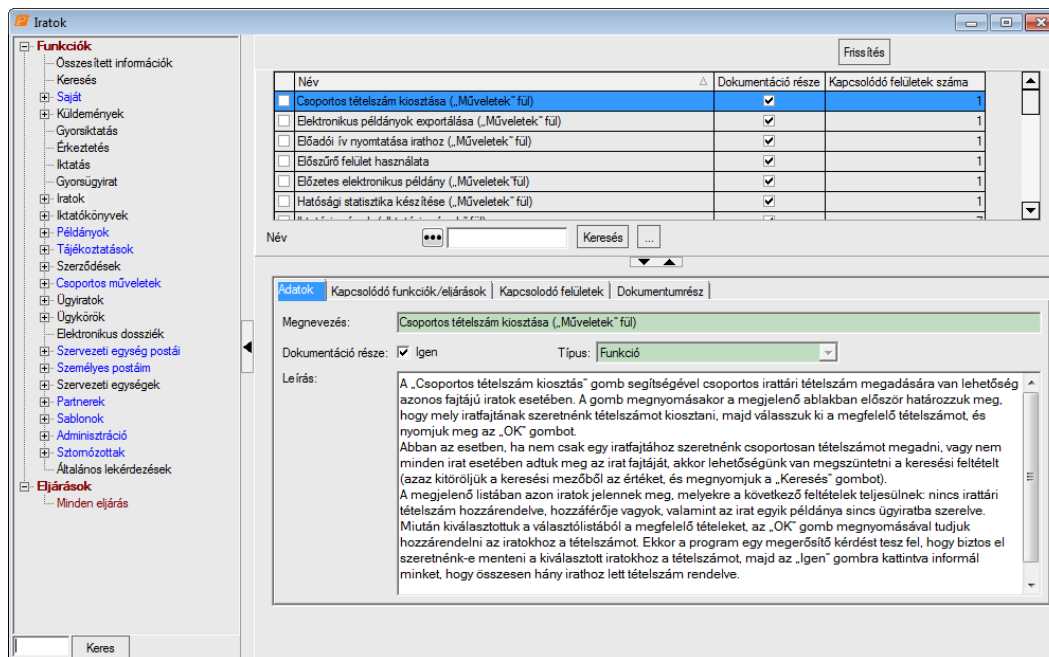 Iratok
Funkciók
Összesített információk
Keresés
Saját
Küldemények
Gyorsiktatás
Érkeztetés
Iktatás
Gyorsügyirat
Iratok
Iktatókönyvek
Példányok
Tájékoztatások
Szerződések
Csoportos műveletek
Ügyiratok
Ügykörök
Elektronikus dossziék
Szervezeti egység postái
Személyes postáim
Szervezeti egységek
Partnerek
Sablonok
Adminisztráció
Sztornózottak
Általános lekérdezések
Eljárások
Minden eljárás
Keres
Frissítés
Név Dokumentáció része Kapcsolódó felületek száma
Csoportos tételszám kiosztása („Műveletek" fül) 1
Elektronikus példányok exportálása („Műveletek" fül) 1
Előadói ív nyomtatása irathoz („Műveletek" fül) 1
Előszűrő felület használata 1
Előzetes elektronikus példány („Műveletek"fül) 1
Hatósági statisztika készítése („Műveletek" fül) 1
Név ••• Keresés ...
Adatok Kapcsolódó funkciók/eljárások Kapcsolodó felületek Dokumentumrész
Megnevezés: Csoportos tételszám kiosztása („Műveletek" fül)
Dokumentáció része: Igen Típus: Funkció
Leírás:
A „Csoportos tételszám kiosztás" gomb segítségével csoportos irattári tételszám megadására van lehetőség
azonos fajtájú iratok esetében. A gomb megnyomásakor a megjelenő ablakban először határozzuk meg,
hogy mely iratfajtának szeretnénk tételszámot kiosztani, majd válasszuk ki a megfelelő tételszámot, és
nyomjuk meg az „OK" gombot.
Abban az esetben, ha nem csak egy iratfajtához szeretnénk csoportosan tételszámot megadni, vagy nem
minden irat esetében adtuk meg az irat fajtáját, akkor lehetőségünk van megszüntetni a keresési feltételt
(azaz kitöröljük a keresési mezőből az értéket, és megnyomjuk a „Keresés" gombot).
A megjelenő listában azon iratok jelennek meg, melyekre a következő feltételek teljesülnek: nincs irattári
tételszám hozzárendelve, hozzáférője vagyok, valamint az irat egyik példánya sincs ügyiratba szerelve.
Miután kiválasztottuk a választólistából a megfelelő tételeket, az „OK" gomb megnyomásával tudjuk
hozzárendelni az iratokhoz a tételszámot. Ekkor a program egy megerősítő kérdést tesz fel, hogy biztos el
szeretnénk-e menteni a kiválasztott iratokhoz a tételszámot, majd az „Igen" gombra kattintva informál
minket, hogy összesen hány irathoz lett tételszám rendelve.